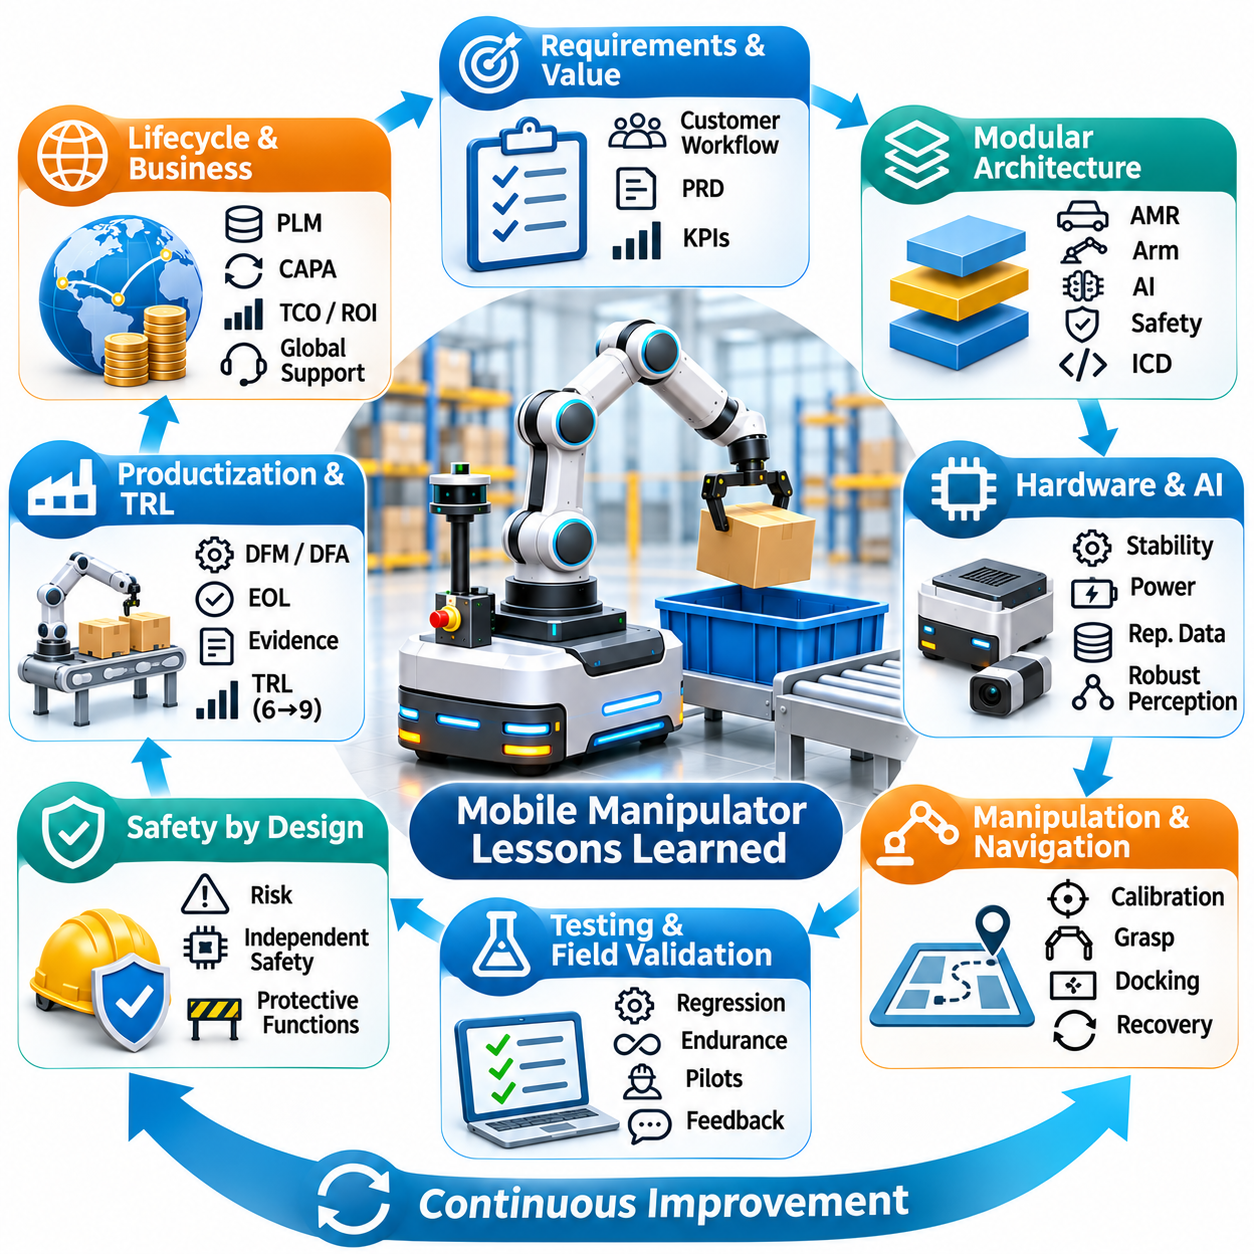 Requirements &
Value
Customer
Workflow
PRD
KPIs
Modular
Architecture
AMR
Arm
AI
Safety
ICD
Hardware & AI
Stability
Power
Rep. Data
Robust
Perception
Manipulation &
Navigation
Calibration
Grasp
Docking
Recovery
Testing &
Field Validation
Regression
Endurance
Pilots
Feedback
Safety by Design
Risk
Independent
Safety
Protective
Functions
Productization &
TRL
DFM / DFA
EOL
Evidence
TRL
(6→9)
Lifecycle &
Business
PLM
CAPA
TCO / ROI
Global
Support
Mobile Manipulator
Lessons Learned
Continuous Improvement